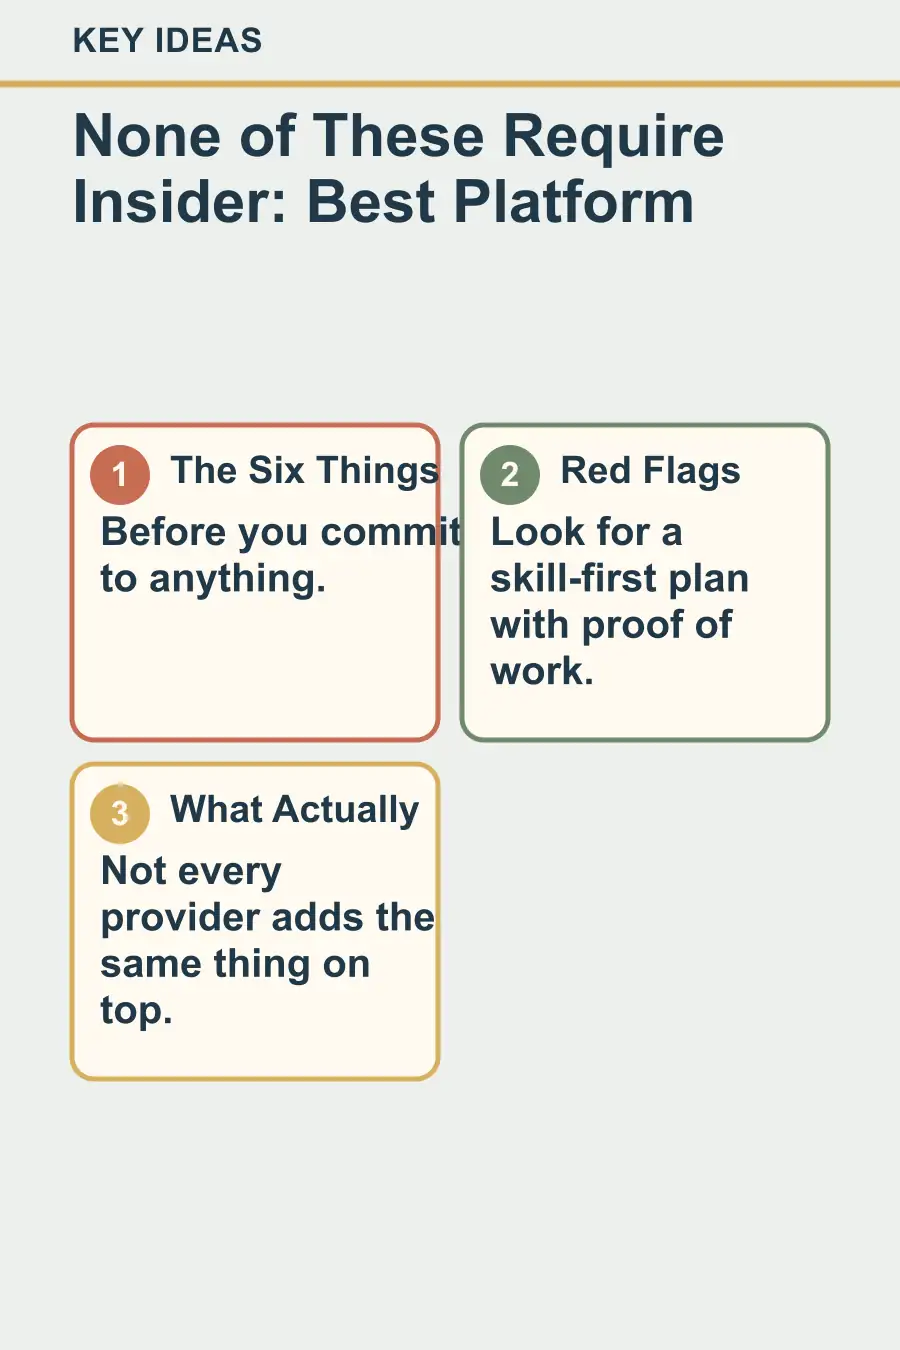 KEY IDEAS
None of These Require
Insider: Best Platform
1 The Six Things
Before you commit
to anything.
2 Red Flags
Look for a
skill-first plan
with proof of
work.
3 What Actually
Not every
provider adds the
same thing on
top.